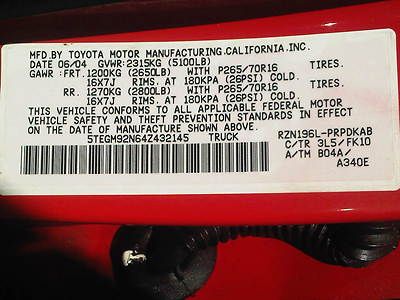 MFD.BY TOYOTA MOTOR MANUFACTURING.CALIFORNIA.INC.
DATE 06/04 GVWR:2315KG (5100LB)
GAWR : FRT.1200KG (2650LB) WITH P265/70R16 TIRES.
16X7J RIMS. AT 180KPA (26PSI) COLD.
RR. 1270KG (2800LB) WITH P265/70R16 TIRES.
16X7J RIMS. AT 180KPA (26PSI) COLD.
THIS VEHICLE CONFORMS TO ALL APPLICABLE FEDERAL MOTOR
VEHICLE SAFETY AND THEFT PREVENTION STANDARDS IN
EFFECT ON THE DATE OF MANUFACTURE SHOWN ABOVE.
5TEGM92N64Z432145 TRUCK
RZN196L-PRPDKAB
C/TR 3L5/FK10
A/TM B04A/
A340E